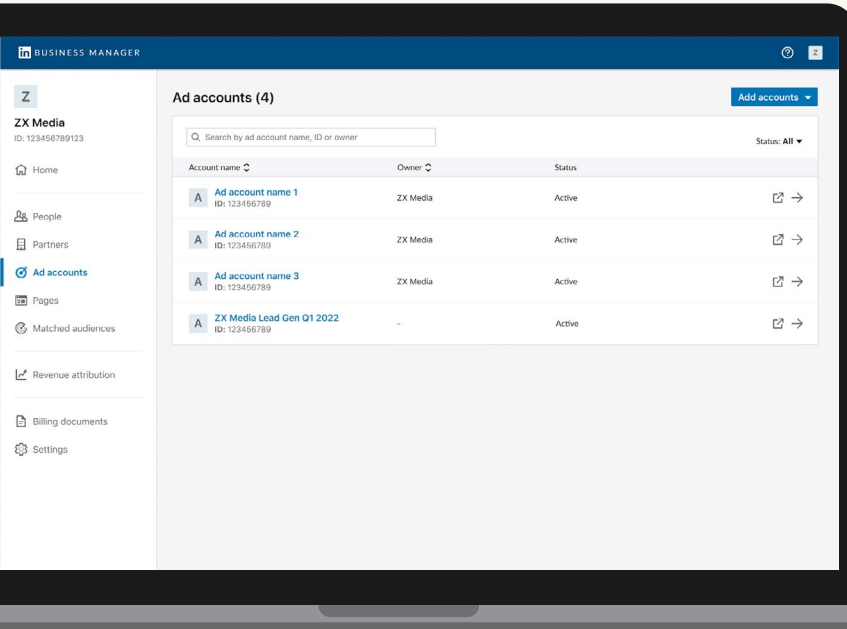 in BUSINESS MANAGER
Z
Z
ZX Media
ID: 123456789123
Home
People
Partners
Ad accounts
Pages
Matched audiences
Revenue attribution
Billing documents
Settings
Ad accounts (4)
Add accounts
Search by ad account name, ID or owner
Status: All
Account name Owner Status
A Ad account name 1 ZX Media Active
ID: 123456789
A Ad account name 2 ZX Media Active
ID: 123456789
A Ad account name 3 ZX Media Active
ID: 123456789
A ZX Media Lead Gen Q1 2022 - Active
ID: 123456789